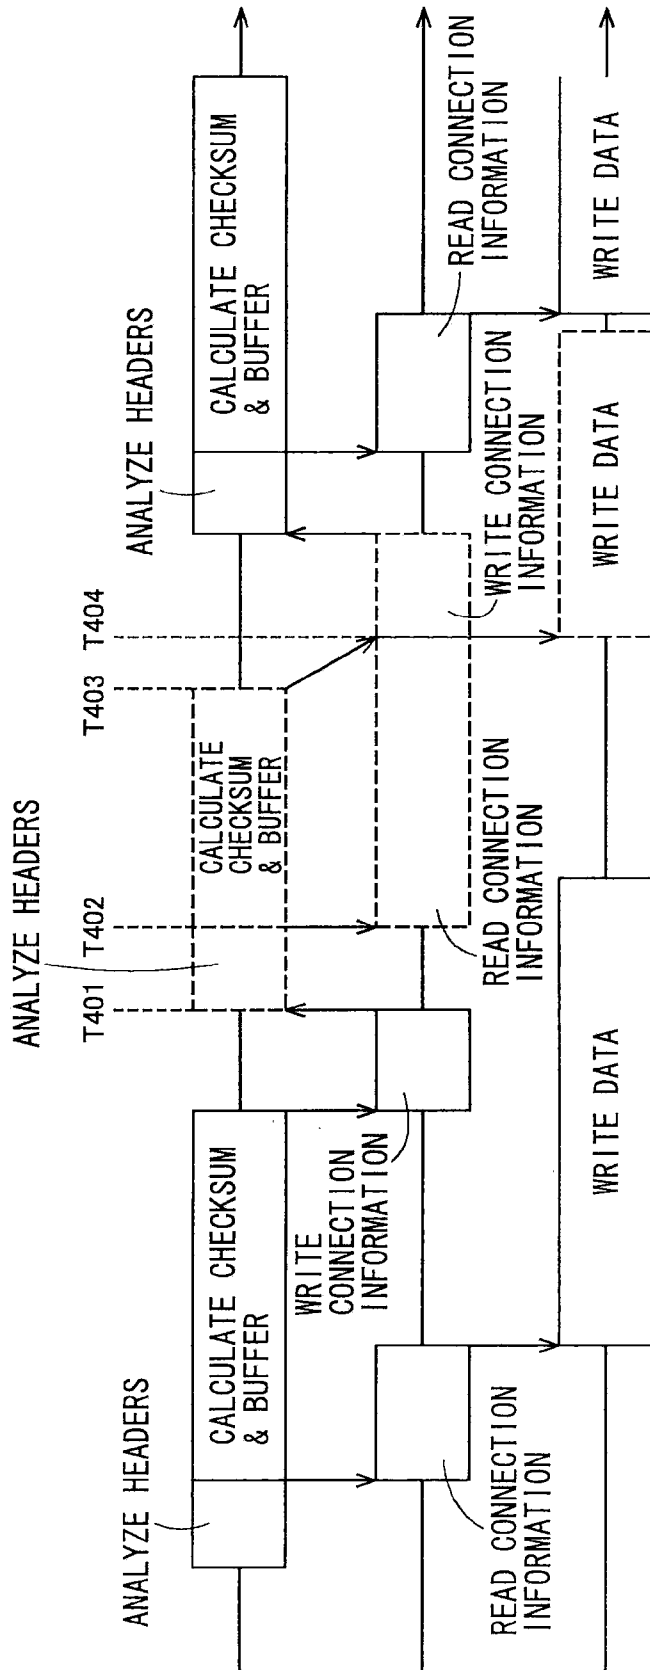 ANALYZE HEADERS
CALCULATE CHECKSUM
& BUFFER
READ CONNECTION
INFORMATION
WRITE
CONNECTION
INFORMATION
WRITE DATA
ANALYZE HEADERS
T401
T402
T403
T404
CALCULATE
CHECKSUM
& BUFFER
READ CONNECTION
INFORMATION
WRITE CONNECTION
INFORMATION
WRITE DATA
ANALYZE HEADERS
CALCULATE CHECKSUM
& BUFFER
READ CONNECTION
INFORMATION
WRITE DATA